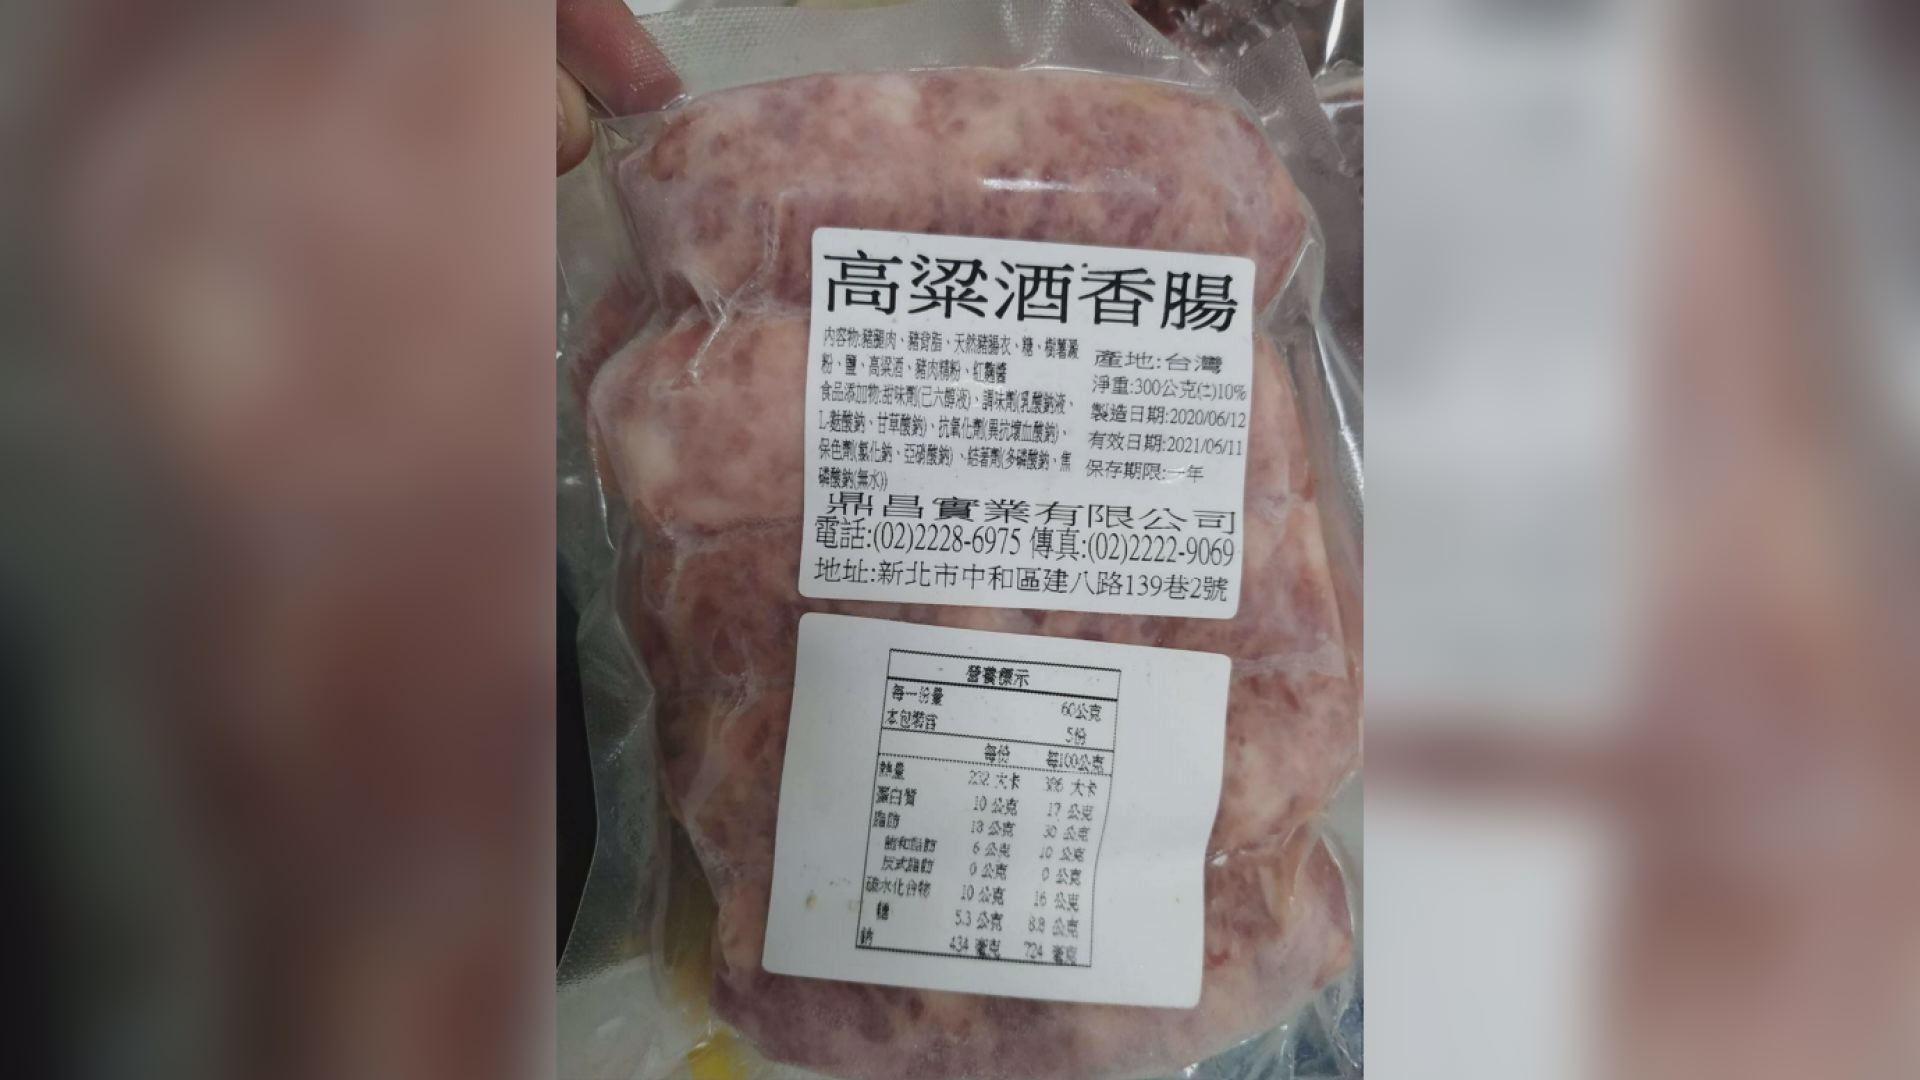 高粱酒香腸
內容物:豬腿肉、豬背脂、天然豬腸衣、糖、樹薯澱
粉、鹽、高粱酒、豬肉精粉、紅麴醬
食品添加物:甜味劑(已六醇液)、調味劑(乳酸鈉液、
L-麩酸鈉、甘草酸鈉)、抗氧化劑(異抗壞血酸鈉)、
保色劑(氯化鈉、亞硝酸鈉)、結著劑(多磷酸鈉、焦
磷酸鈉(無水))
產地:台灣
淨重:300公克(±)10%
製造日期:2020/06/12
有效日期:2021/06/11
保存期限:一年
鼎昌實業有限公司
電話:(02)2228-6975 傳真:(02)2222-9069
地址:新北市中和區建八路139巷2號
營養標示
每一份量 60公克
本包裝含 5份
每份 每100公克
熱量 232 大卡 386 大卡
蛋白質 10 公克 17 公克
脂肪 18 公克 30 公克
飽和脂肪 6 公克 10 公克
反式脂肪 0 公克 0 公克
碳水化合物 10 公克 16 公克
糖 5.3 公克 8.8 公克
鈉 434 毫克 724 毫克